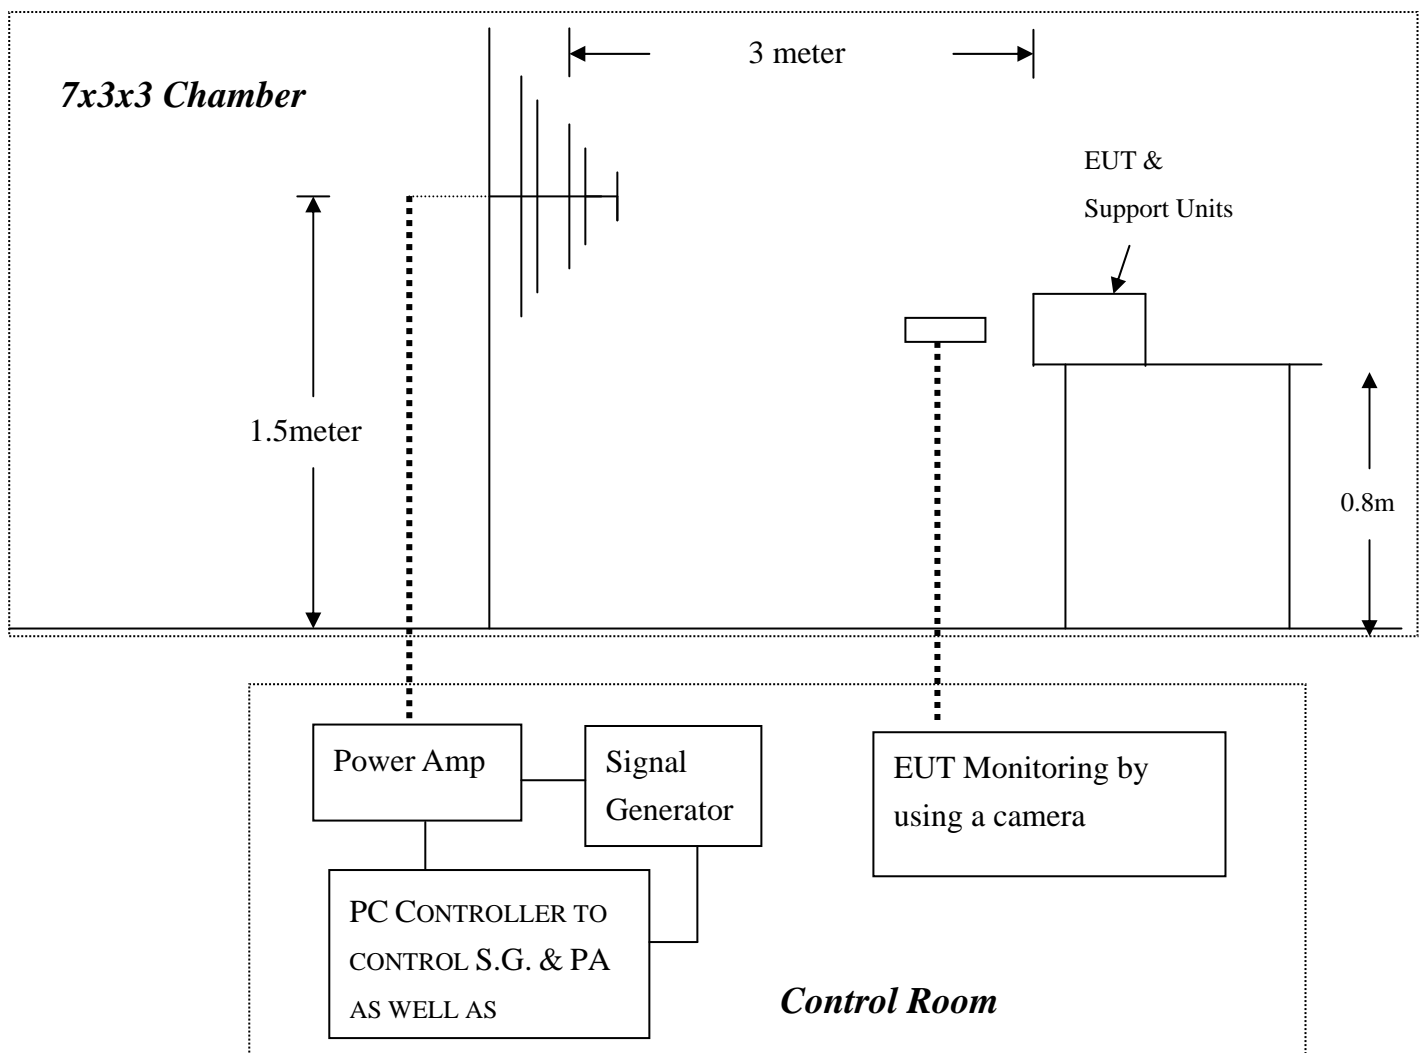 3 meter
7x3x3 Chamber
EUT &
Support Units
1.5meter
0.8m
Power Amp
Signal
Generator
EUT Monitoring by
using a camera
PC CONTROLLER TO
CONTROL S.G. & PA
AS WELL AS
Control Room